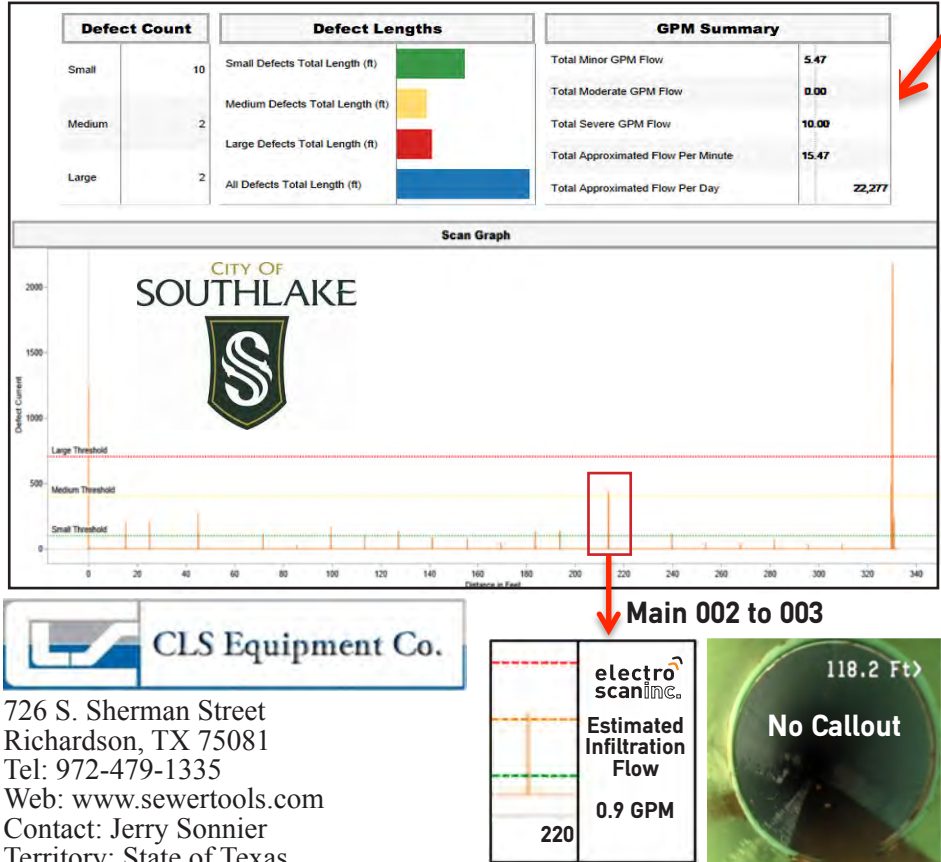 Defect Count
Small 10
Medium 2
Large 2
Defect Lengths
Small Defects Total Length (ft)
Medium Defects Total Length (ft)
Large Defects Total Length (ft)
All Defects Total Length (ft)
GPM Summary
Total Minor GPM Flow 5.47
Total Moderate GPM Flow 0.00
Total Severe GPM Flow 10.00
Total Approximated Flow Per Minute 15.47
Total Approximated Flow Per Day 22,277
Scan Graph
CITY OF
SOUTHLAKE
S
Defect Current
2000
1500
1000
500
0
Large Threshold
Medium Threshold
Small Threshold
0 20 40 60 80 100 120 140 160 180 200 220 240 260 280 300 320 340
Distance in Feet
Main 002 to 003
CLS Equipment Co.
726 S. Sherman Street
Richardson, TX 75081
Tel: 972-479-1335
Web: www.sewertools.com
Contact: Jerry Sonnier
Territory: State of Texas
220
electro
scaninc.
Estimated
Infiltration
Flow
0.9 GPM
118.2 Ft>
No Callout